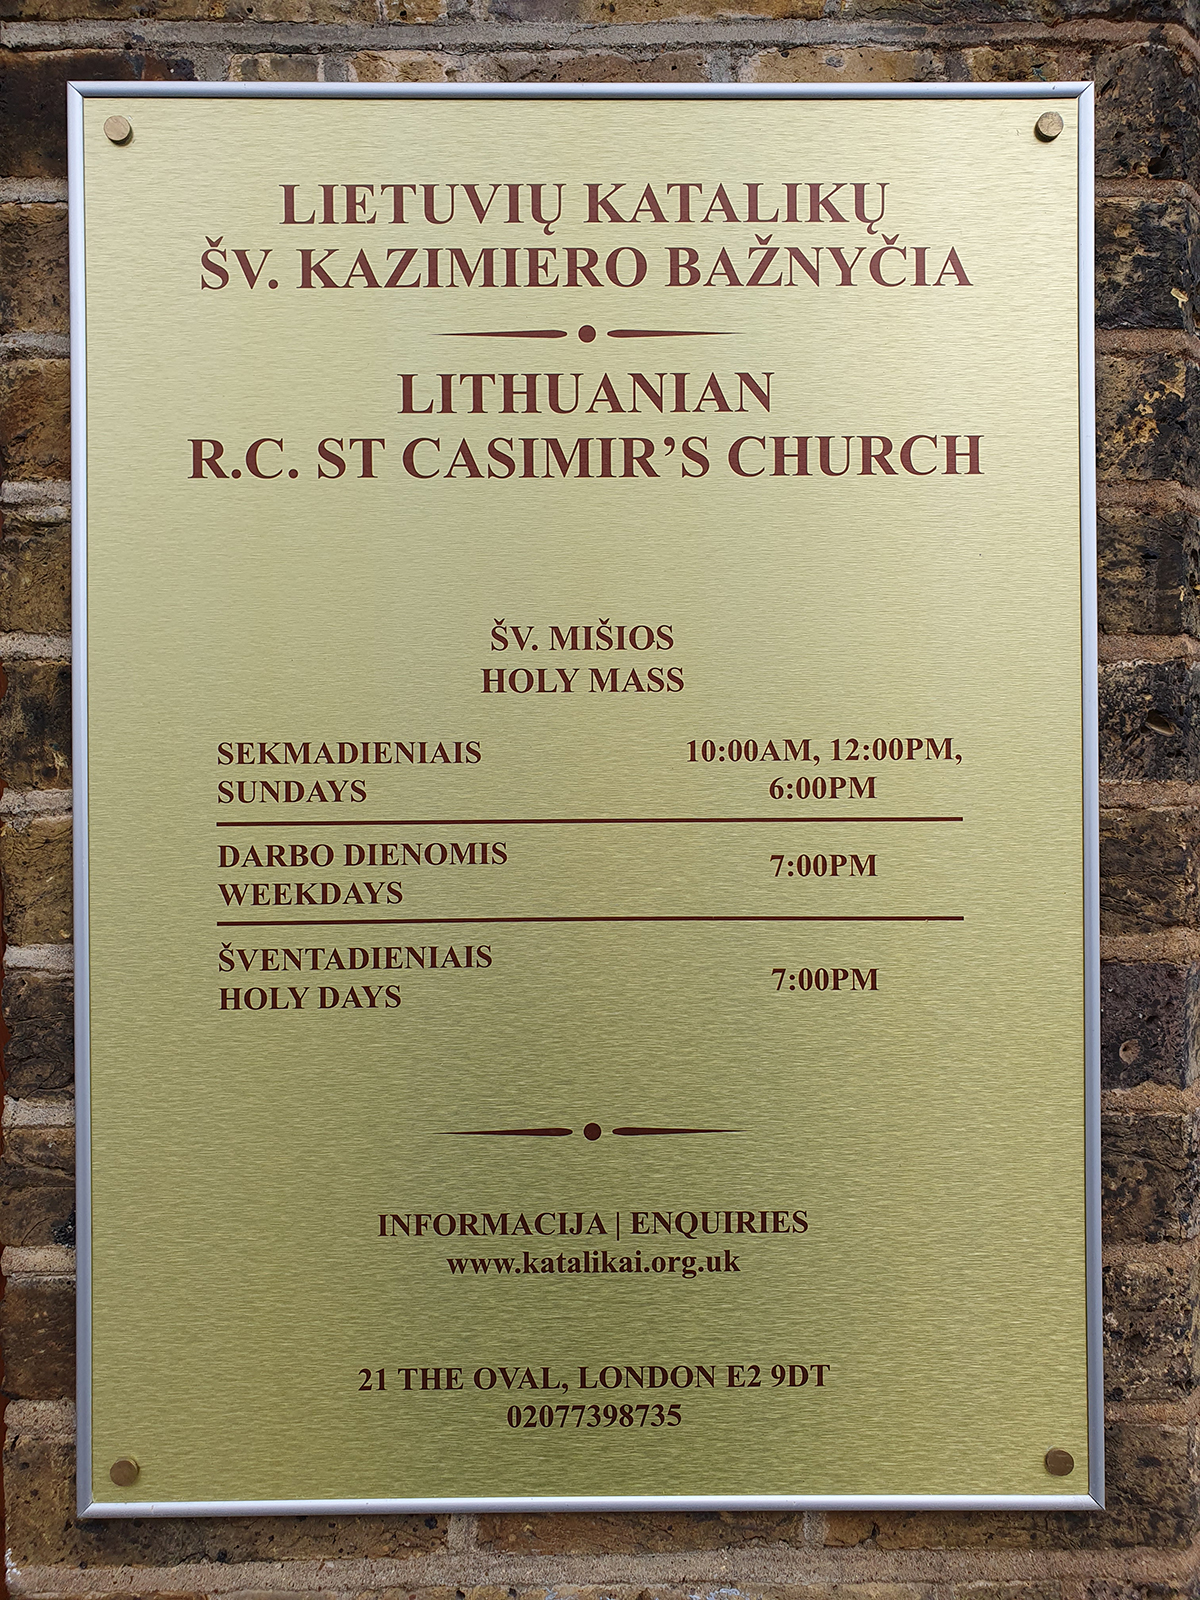 LIETUVIŲ KATALIKŲ
ŠV. KAZIMIERO BAŽNYČIA
LITHUANIAN
R.C. ST CASIMIR’S CHURCH
ŠV. MIŠIOS
HOLY MASS
SEKMADIENIAIS
SUNDAYS
10:00AM, 12:00PM,
6:00PM
DARBO DIENOMIS
WEEKDAYS
7:00PM
ŠVENTADIENIAIS
HOLY DAYS
7:00PM
INFORMACIJA | ENQUIRIES
www.katalikai.org.uk
21 THE OVAL, LONDON E2 9DT
02077398735